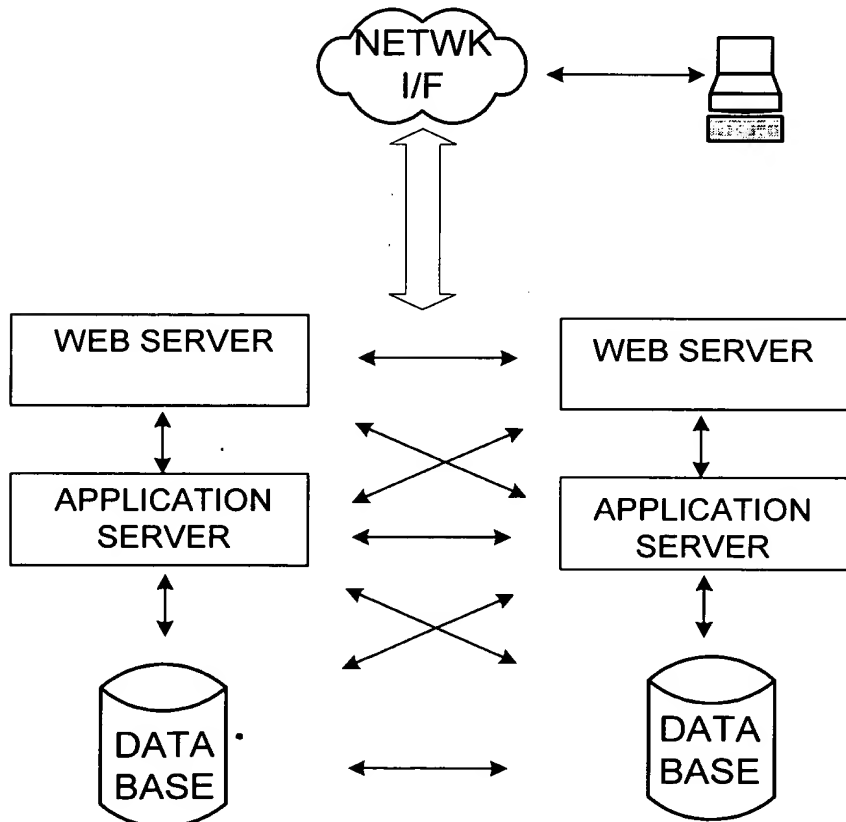 NETWK
I/F
WEB SERVER
WEB SERVER
APPLICATION
SERVER
APPLICATION
SERVER
DATA
BASE
DATA
BASE